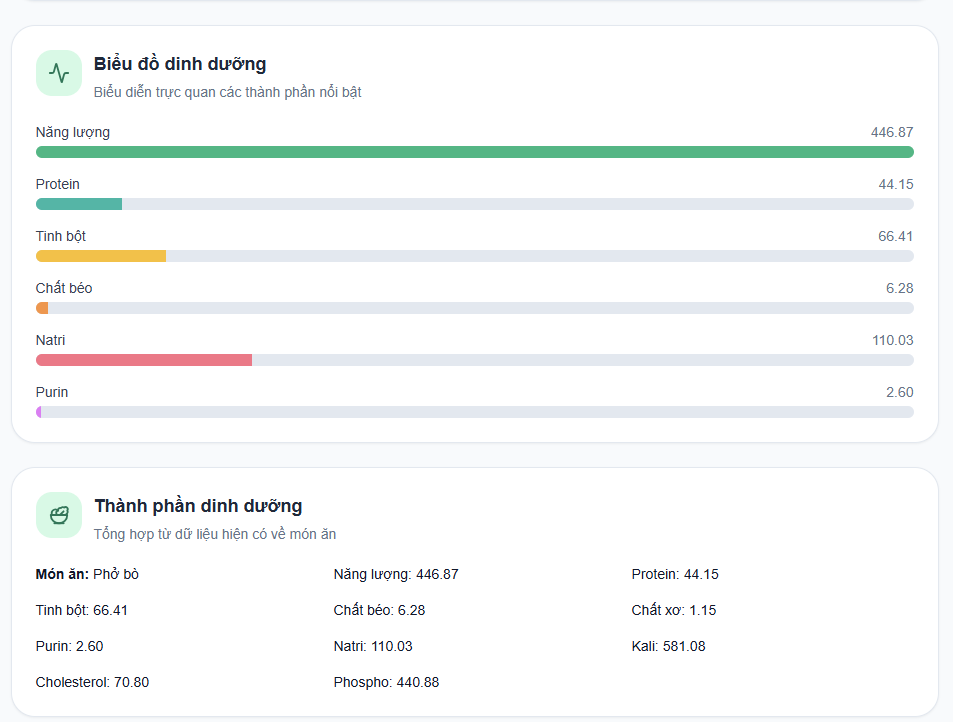 Biểu đồ dinh dưỡng
Biểu diễn trực quan các thành phần nổi bật
Năng lượng 446.87
Protein 44.15
Tinh bột 66.41
Chất béo 6.28
Natri 110.03
Purin 2.60
Thành phần dinh dưỡng
Tổng hợp từ dữ liệu hiện có về món ăn
Món ăn: Phở bò Năng lượng: 446.87 Protein: 44.15
Tinh bột: 66.41 Chất béo: 6.28 Chất xơ: 1.15
Purin: 2.60 Natri: 110.03 Kali: 581.08
Cholesterol: 70.80 Phospho: 440.88